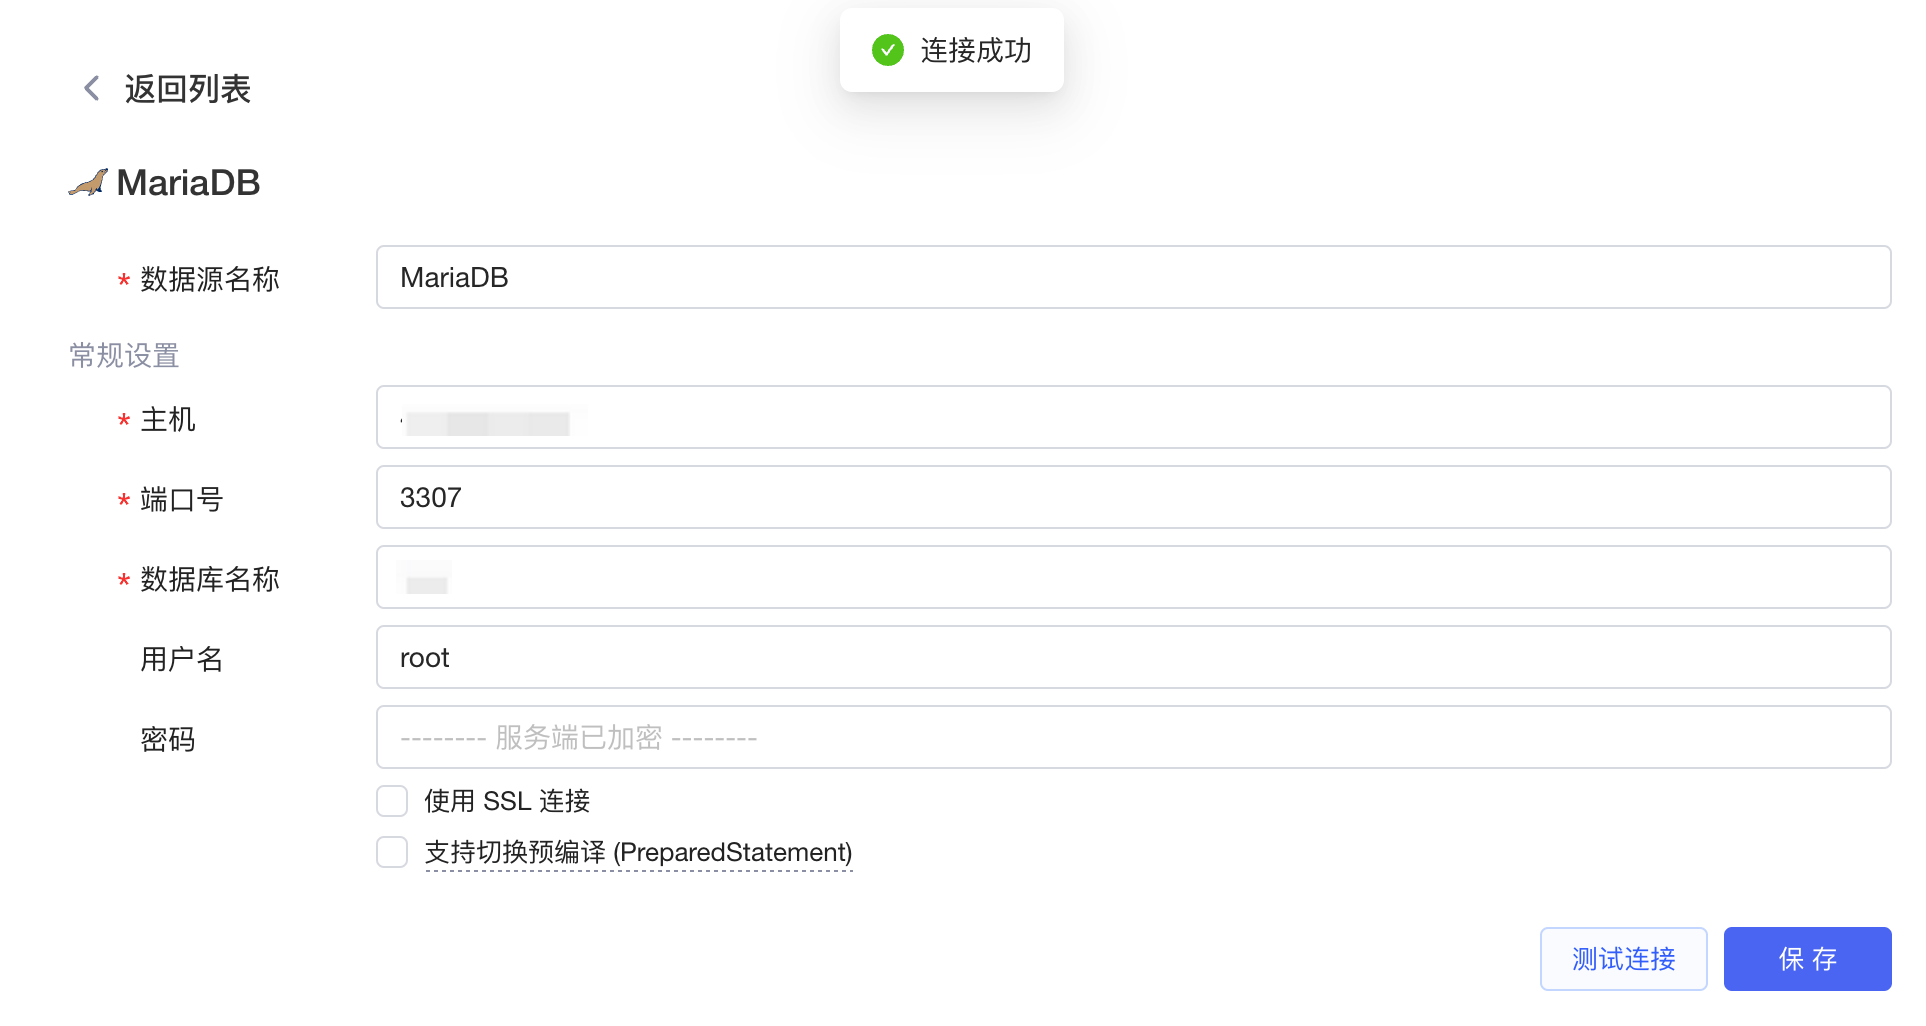 连接成功
返回列表
MariaDB
* 数据源名称
MariaDB
常规设置
* 主机
* 端口号
3307
* 数据库名称
用户名
root
密码
-------- 服务端已加密 --------
使用 SSL 连接
支持切换预编译 (PreparedStatement)
测试连接
保存